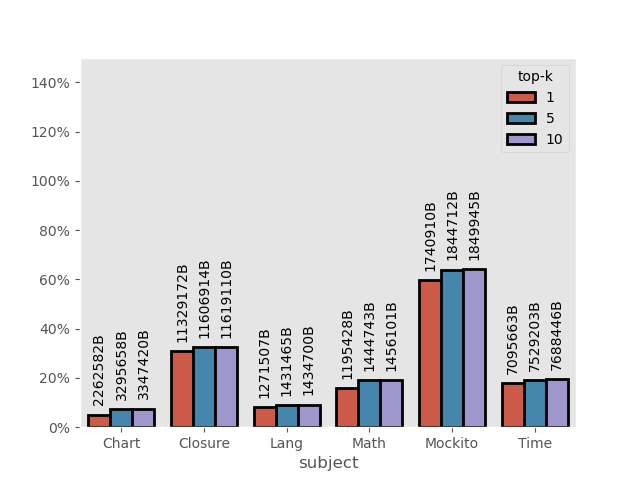 140%
120%
100%
80%
60%
40%
20%
0%
top-k
1
5
10
2262582B
3295658B
3347420B
11329172B
11606914B
11619110B
1271507B
1431465B
1434700B
1195428B
1444743B
1456101B
1740910B
1844712B
1849945B
7095663B
7529203B
7688446B
Chart
Closure
Lang
Math
Mockito
Time
subject